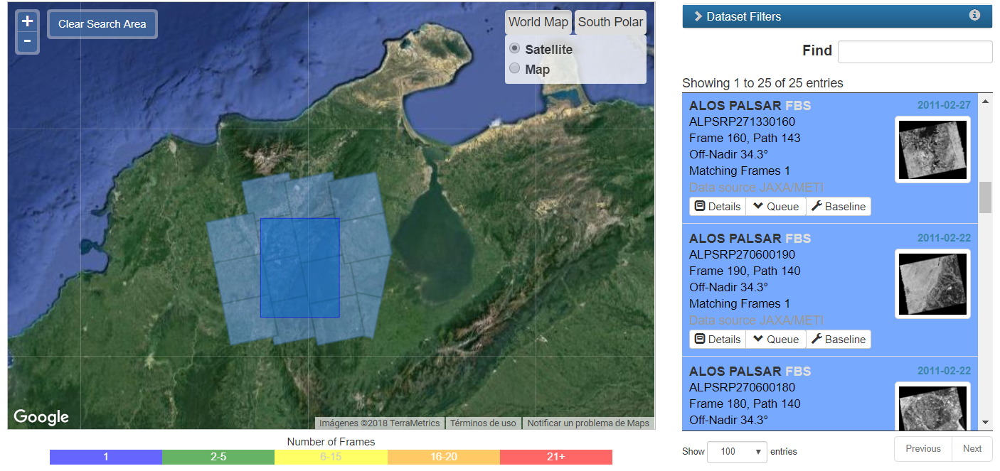 +
-
Clear Search Area
World Map
South Polar
Satellite
Map
Google
Imágenes ©2018 TerraMetrics
Términos de uso
Notificar un problema de Maps
Number of Frames
1
2-5
6-15
16-20
21+
Dataset Filters
Find
Showing 1 to 25 of 25 entries
ALOS PALSAR FBS 2011-02-27
ALPSRP271330160
Frame 160, Path 143
Off-Nadir 34.3°
Matching Frames 1
Data source JAXA/METI
Details Queue Baseline
ALOS PALSAR FBS 2011-02-22
ALPSRP270600190
Frame 190, Path 140
Off-Nadir 34.3°
Matching Frames 1
Data source JAXA/METI
Details Queue Baseline
ALOS PALSAR FBS 2011-02-22
ALPSRP270600180
Frame 180, Path 140
Off-Nadir 34.3°
Show 100 entries
Previous Next